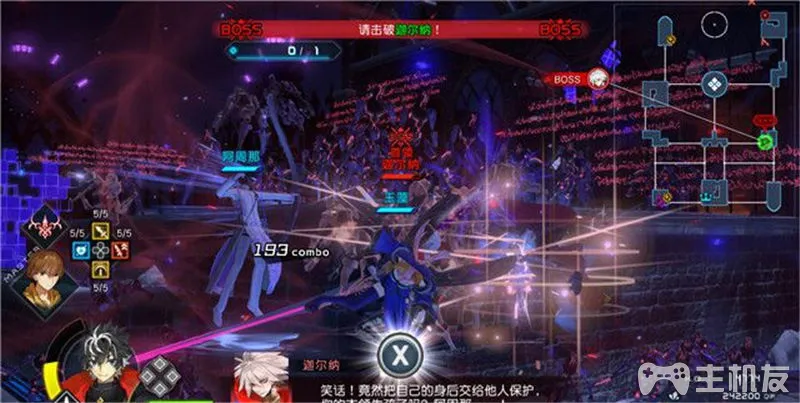 BOSS 请击破迦尔纳！ BOSS
0 / 1
BOSS
阿周那
迦尔纳
玉藻
193 combo
5/5
5/5 5/5
5/5
MASTER
X
迦尔纳
笑话！竟然把自己的身后交给他人保护，
主机友
242200 QP